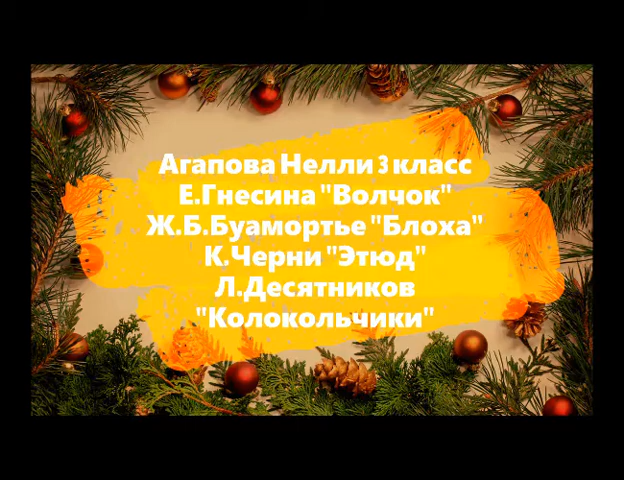 Агапова Нелли 3 класс
Е.Гнесина "Волчок"
Ж.Б.Буамортье "Блоха"
К.Черни "Этюд"
Л.Десятников
"Колокольчики"